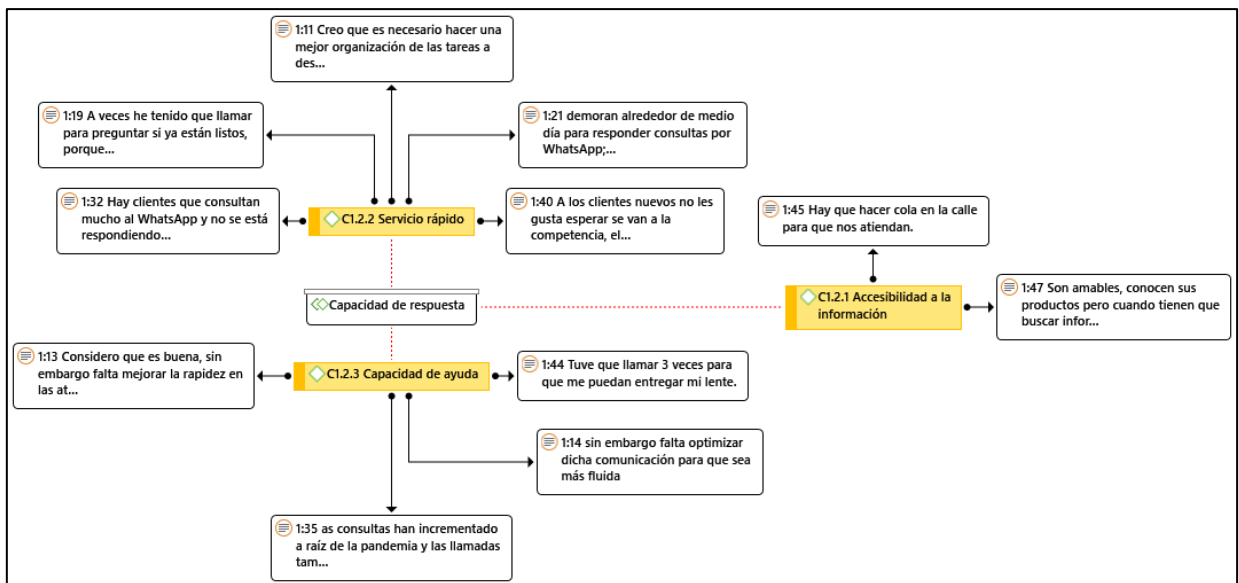 1:11 Creo que es necesario hacer una
mejor organización de las tareas a
des...
1:19 A veces he tenido que llamar
para preguntar si ya están listos,
porque...
1:21 demoran alrededor de medio
día para responder consultas por
WhatsApp;...
1:32 Hay clientes que consultan
mucho al WhatsApp y no se está
respondiendo...
C1.2.2 Servicio rápido
1:40 A los clientes nuevos no les
gusta esperar se van a la
competencia, el...
1:45 Hay que hacer cola en la calle
para que nos atiendan.
Capacidad de respuesta
C1.2.1 Accesibilidad a la
información
1:47 Son amables, conocen sus
productos pero cuando tienen que
buscar infor...
1:13 Considero que es buena, sin
embargo falta mejorar la rapidez en
las at...
C1.2.3 Capacidad de ayuda
1:44 Tuve que llamar 3 veces para
que me puedan entregar mi lente.
1:14 sin embargo falta optimizar
dicha comunicación para que sea
más fluida
1:35 as consultas han incrementado
a raíz de la pandemia y las llamadas
tam...